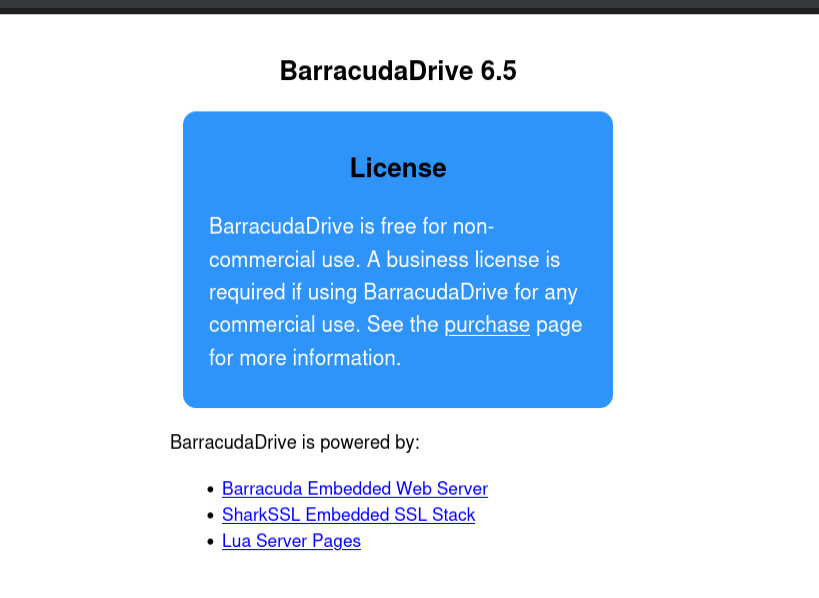 BarracudaDrive 6.5
License
BarracudaDrive is free for non-
commercial use. A business license is
required if using BarracudaDrive for any
commercial use. See the purchase page
for more information.
BarracudaDrive is powered by:
• Barracuda Embedded Web Server
• SharkSSL Embedded SSL Stack
• Lua Server Pages